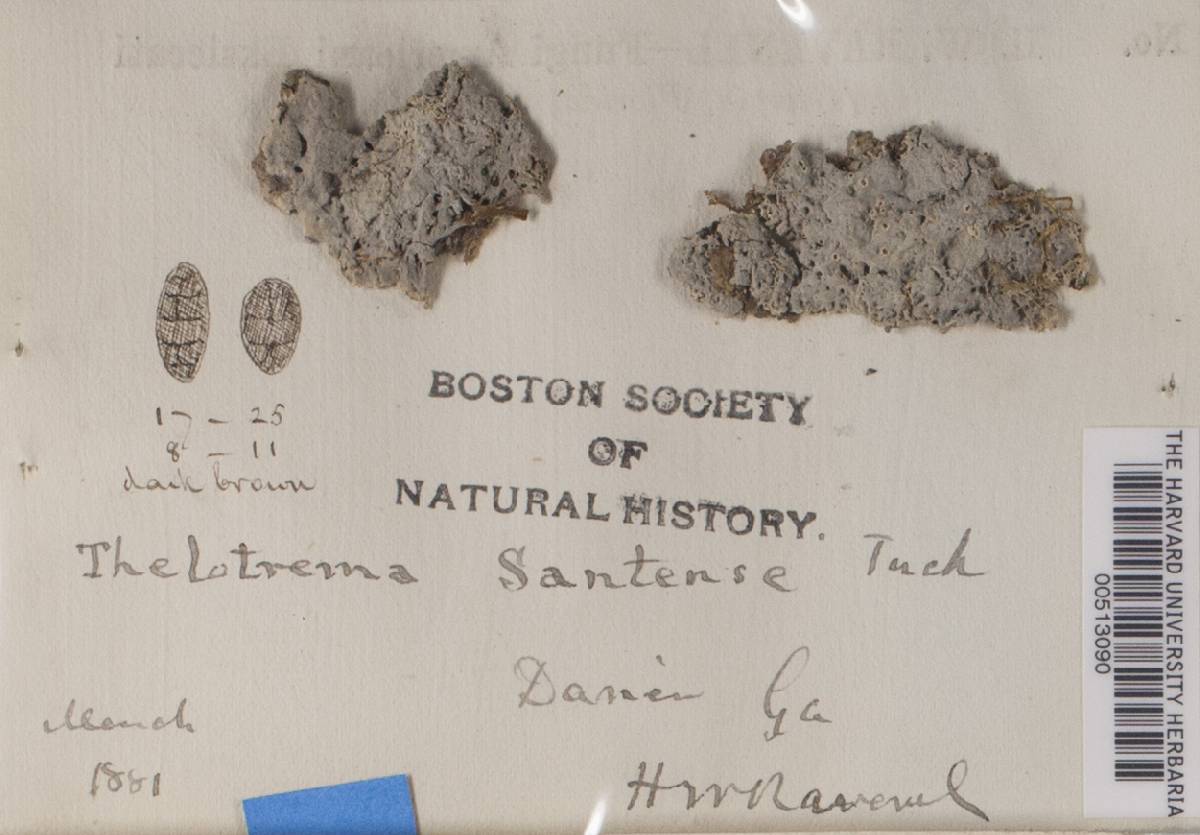 17 – 25
8 – 11
dark brown
BOSTON SOCIETY
OF
NATURAL HISTORY.
Thelotrema Santense Tuck
Darien Ga
March
1881
H W Ravenel
THE HARVARD UNIVERSITY HERBARIA
00513090